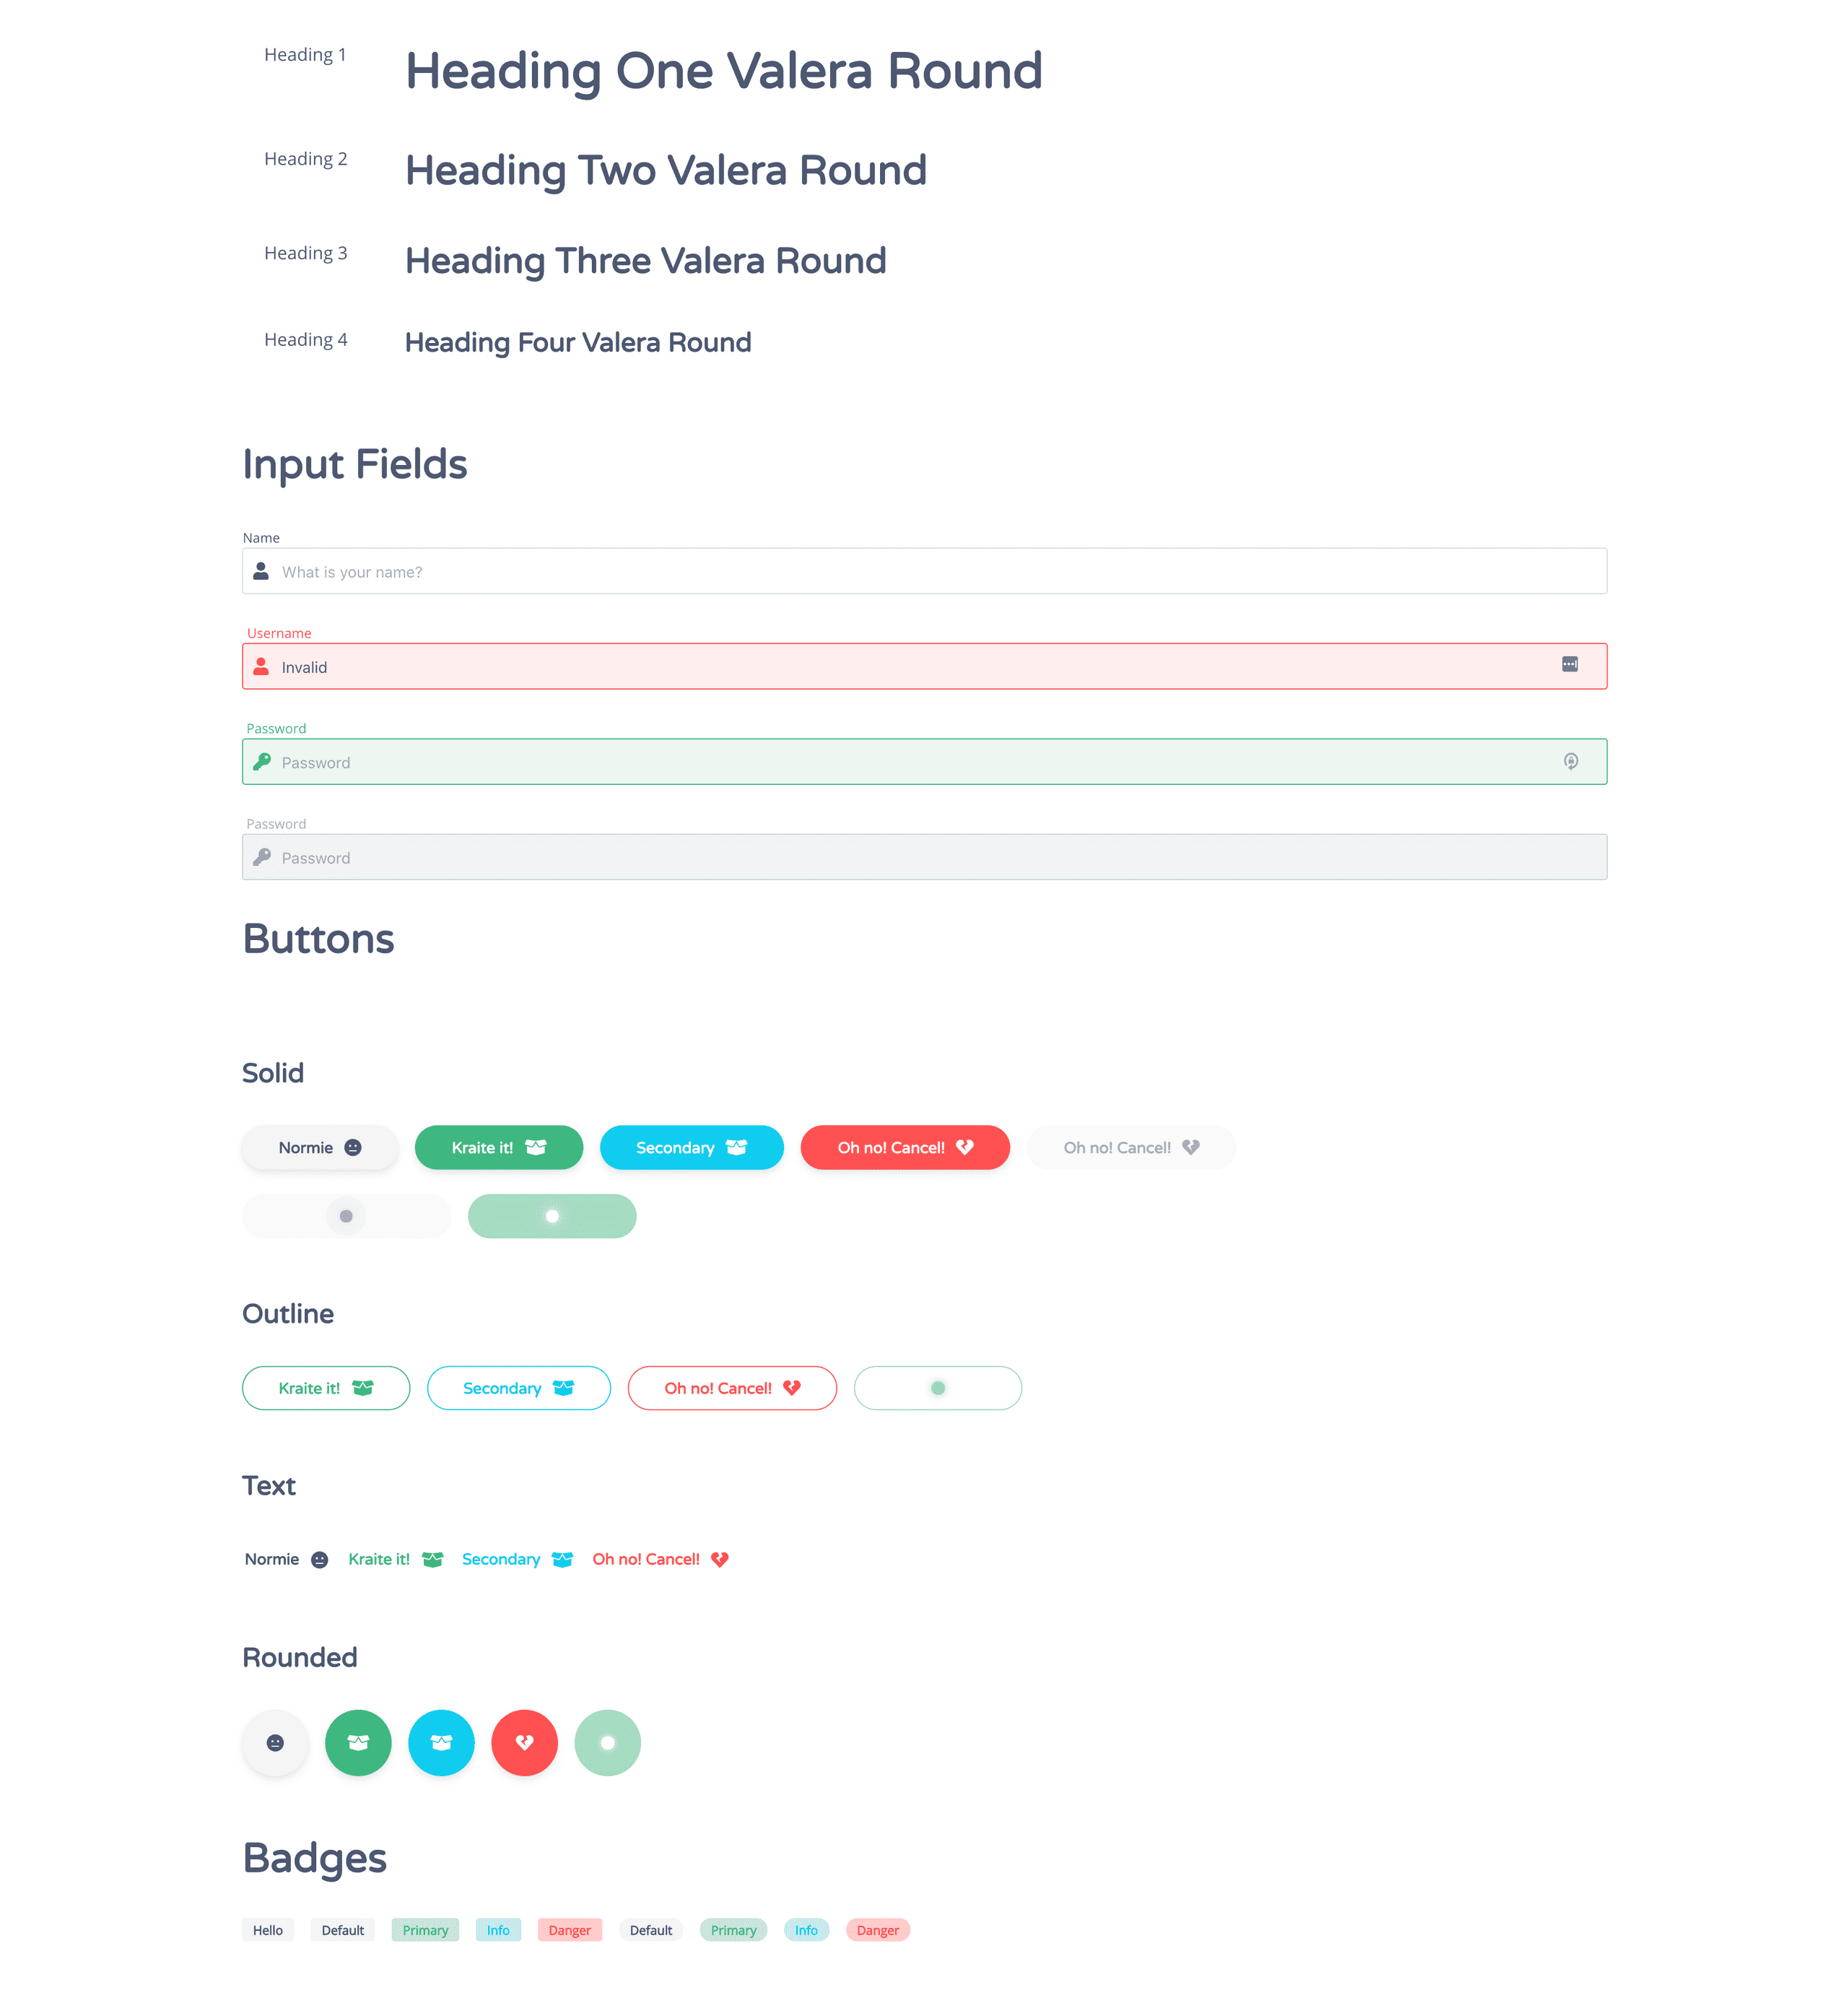 Heading 1 Heading One Valera Round
Heading 2 Heading Two Valera Round
Heading 3 Heading Three Valera Round
Heading 4 Heading Four Valera Round
Input Fields
Name
What is your name?
Username
Invalid
Password
Password
Password
Password
Buttons
Solid
Normie Kraite it! Secondary Oh no! Cancel! Oh no! Cancel!
Outline
Kraite it! Secondary Oh no! Cancel!
Text
Normie Kraite it! Secondary Oh no! Cancel!
Rounded
Badges
Hello Default Primary Info Danger Default Primary Info Danger